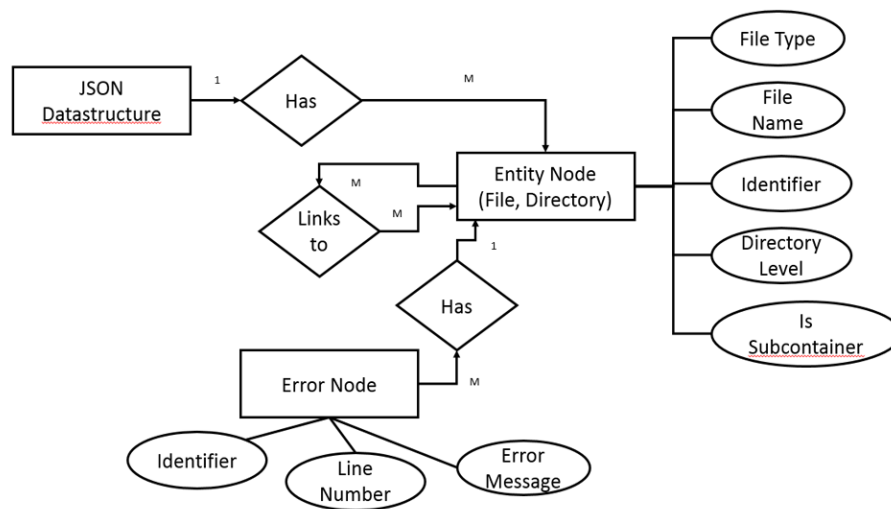 File Type
JSON
Datastructure
1
Has
M
File
Name
Entity Node
(File, Directory)
M
Links
to
M
Identifier
1
Directory
Level
Has
Is
Subcontainer
Error Node
M
Identifier
Line
Number
Error
Message